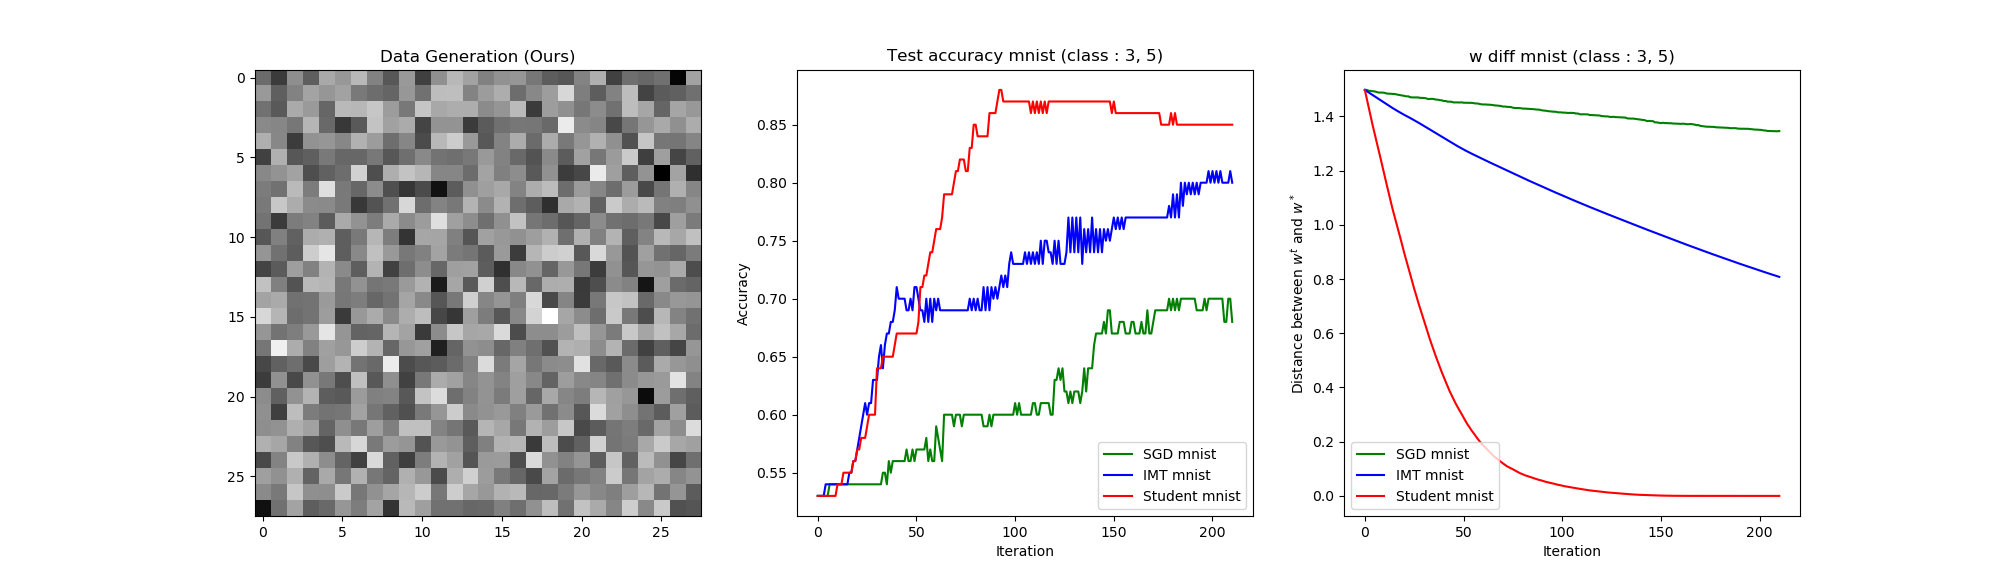 Data Generation (Ours)
0
5
10
15
20
25
0
5
10
15
20
25
Test accuracy mnist (class : 3, 5)
Accuracy
0.85
0.80
0.75
0.70
0.65
0.60
0.55
SGD mnist
IMT mnist
Student mnist
0
50
100
150
200
Iteration
w diff mnist (class : 3, 5)
Distance between w^t and w^*
1.4
1.2
1.0
0.8
0.6
0.4
0.2
0.0
SGD mnist
IMT mnist
Student mnist
0
50
100
150
200
Iteration